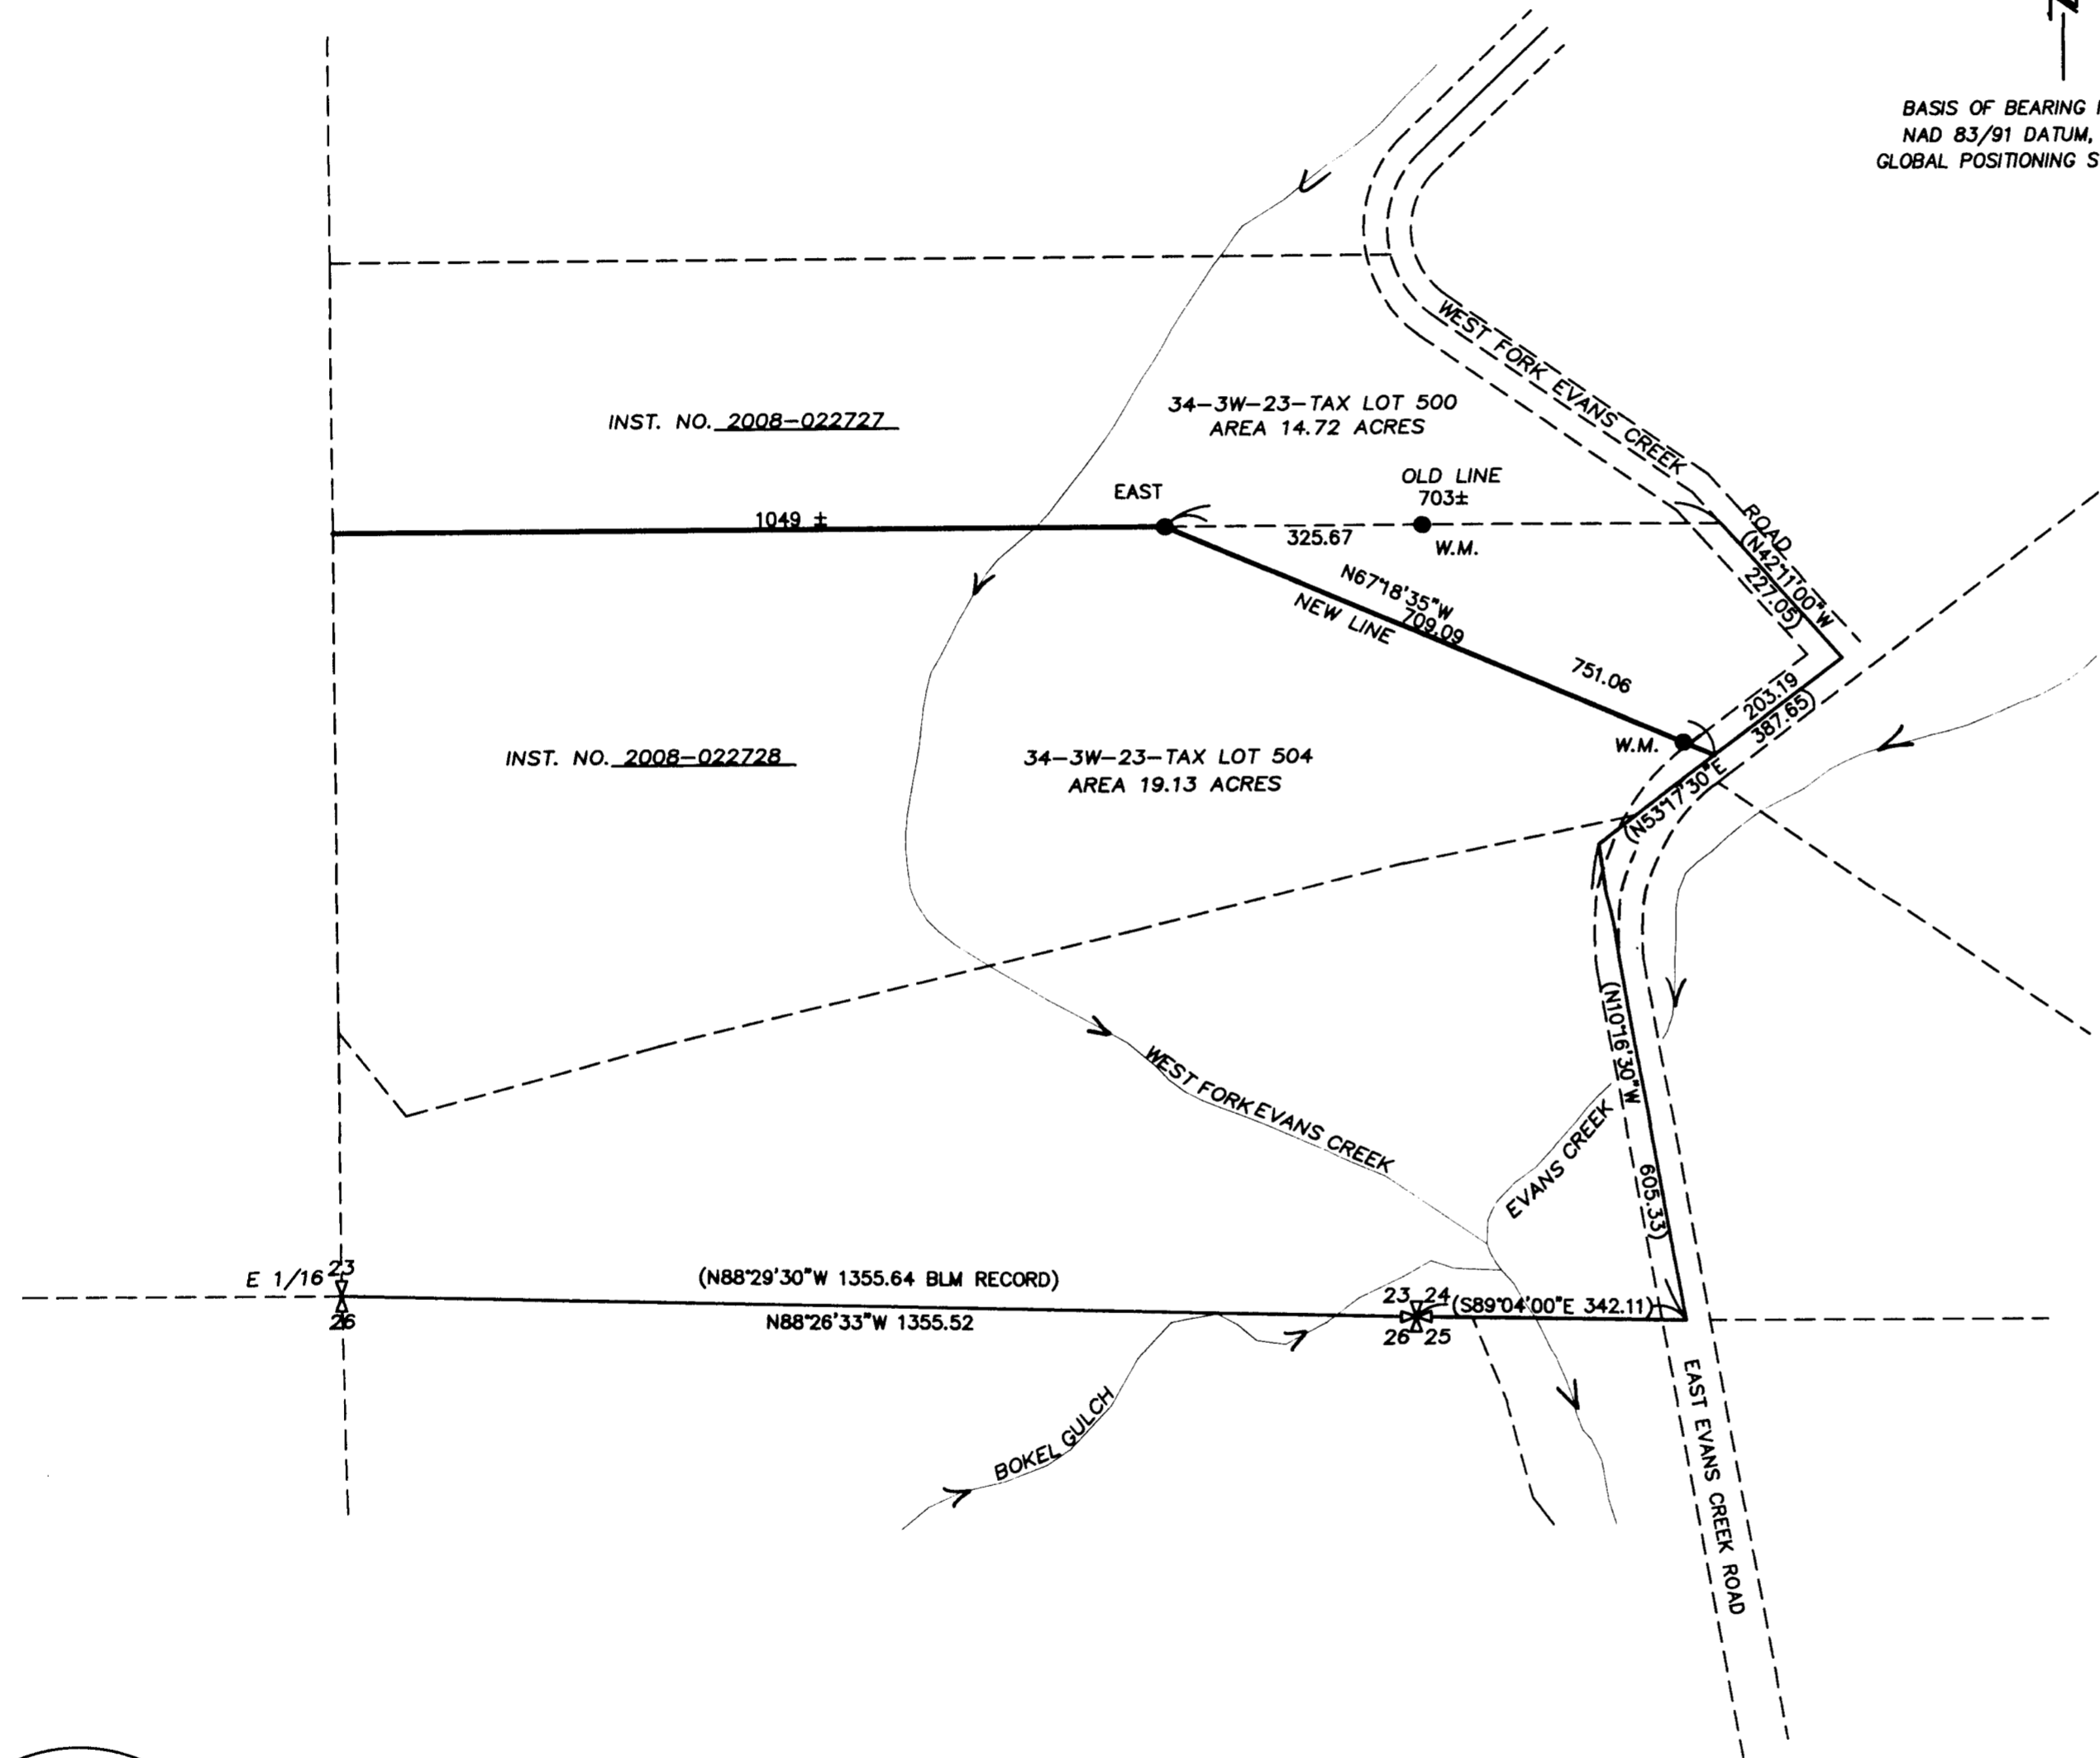 N
BASIS OF BEARING
NAD 83/91 DATUM,
GLOBAL POSITIONING S
WEST FORK EVANS CREEK ROAD
34-3W-23-TAX LOT 500
AREA 14.72 ACRES
INST. NO. 2008-022727
OLD LINE
703±
EAST
1049 ±
325.67
W.M.
(N42°11'00"W
227.05)
N67°18'35"W
709.09
NEW LINE
751.06
203.19
387.65)
W.M.
(N53°17'30"E
INST. NO. 2008-022728
34-3W-23-TAX LOT 504
AREA 19.13 ACRES
(N10°16'30"W
605.33)
WEST FORK EVANS CREEK
EVANS CREEK
E 1/16
23
26
(N88°29'30"W 1355.64 BLM RECORD)
N88°26'33"W 1355.52
23 24
26 25
(S89°04'00"E 342.11)
BOKEL GULCH
EAST EVANS CREEK ROAD